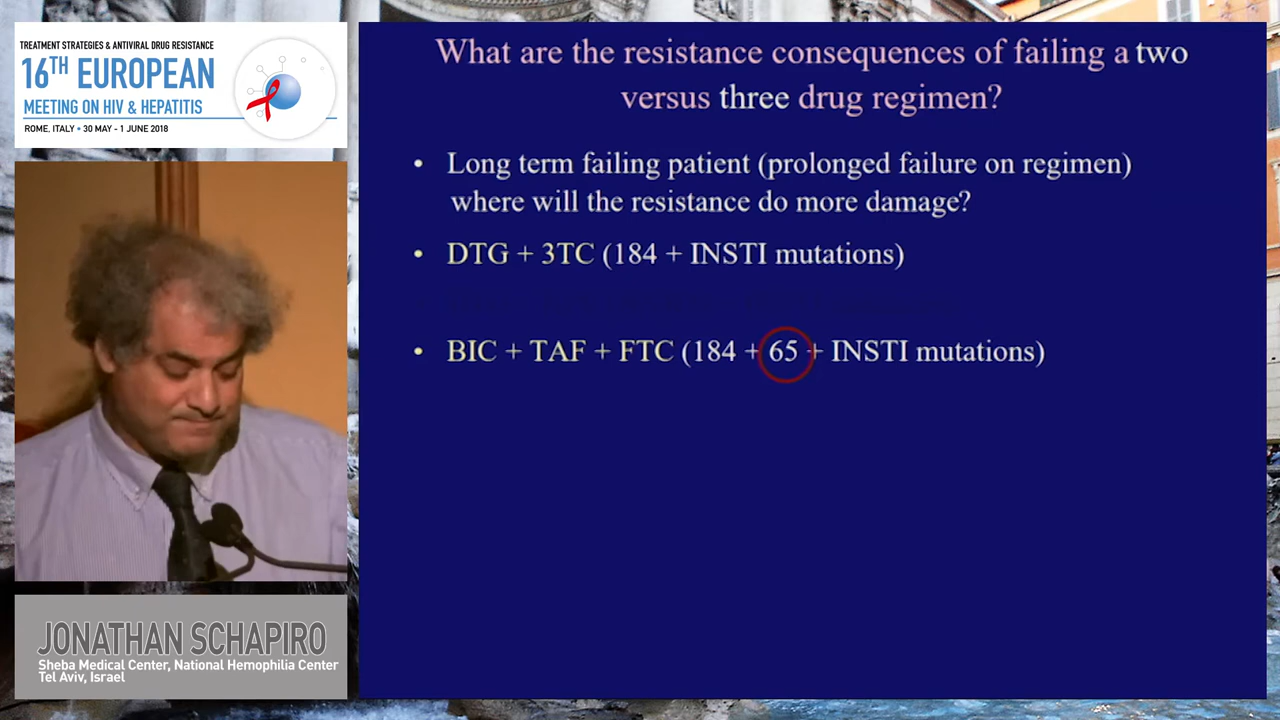 TREATMENT STRATEGIES & ANTIVIRAL DRUG RESISTANCE
16TH EUROPEAN
MEETING ON HIV & HEPATITIS
ROME, ITALY • 30 MAY - 1 JUNE 2018
What are the resistance consequences of failing a two
versus three drug regimen?
• Long term failing patient (prolonged failure on regimen)
where will the resistance do more damage?
• DTG + 3TC (184 + INSTI mutations)
• BIC + TAF + FTC (184 + 65 + INSTI mutations)
JONATHAN SCHAPIRO
Sheba Medical Center, National Hemophilia Center
Tel Aviv, Israel